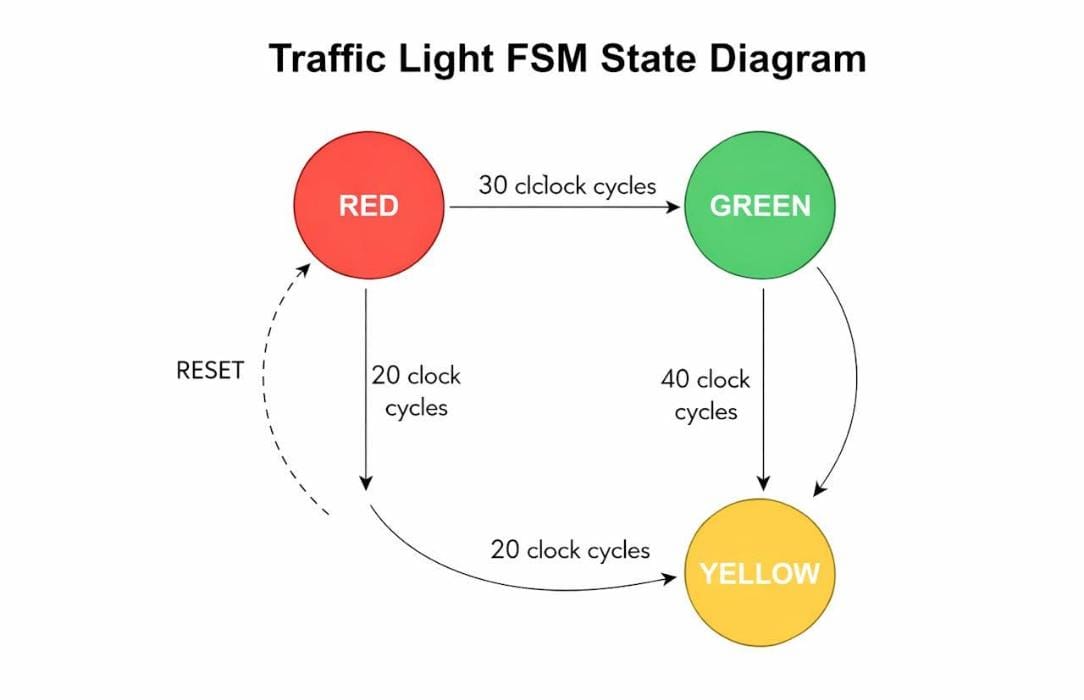 Traffic Light FSM State Diagram
RED
30 clclock cycles
GREEN
RESET
20 clock
cycles
40 clock
cycles
20 clock cycles
YELLOW